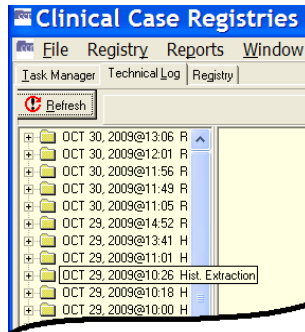 Clinical Case Registries
File Registry Reports Window
Task Manager Technical Log Registry
Refresh
OCT 30, 2009@13:06 R
OCT 30, 2009@12:01 R
OCT 30, 2009@11:56 R
OCT 30, 2009@11:49 R
OCT 30, 2009@11:05 R
OCT 29, 2009@14:52 R
OCT 29, 2009@13:41 H
OCT 29, 2009@11:01 H
OCT 29, 2009@10:26 Hist. Extraction
OCT 29, 2009@10:18 H
OCT 29, 2009@10:00 H